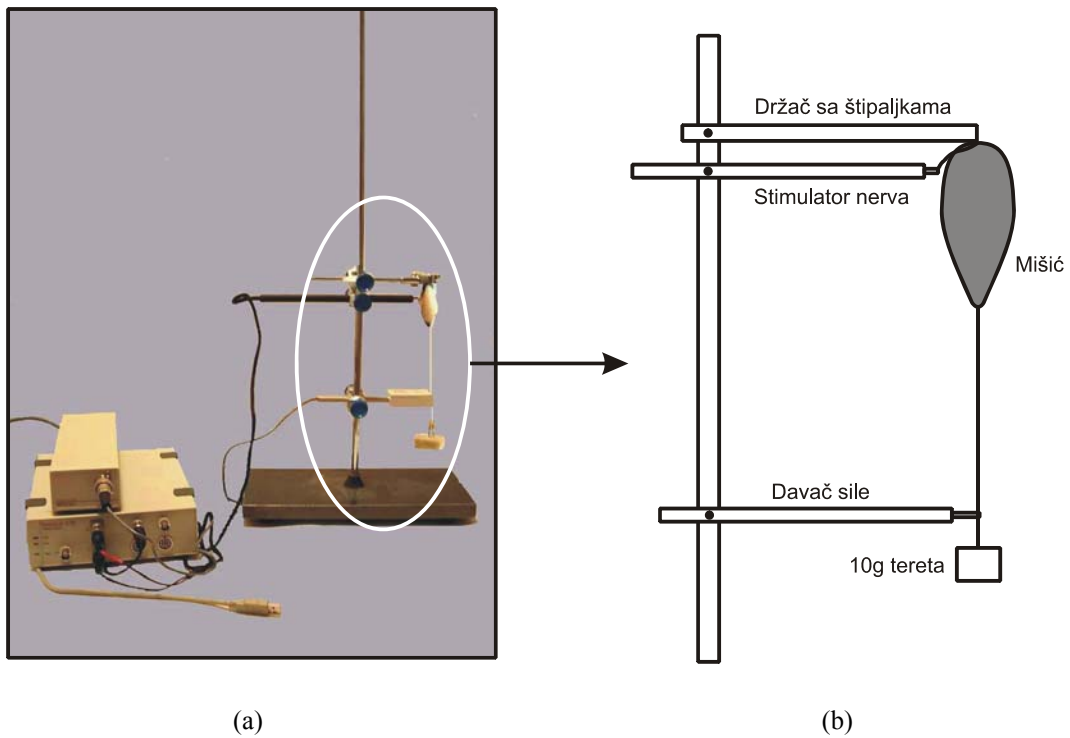 Držač sa štipaljkama
Stimulator nerva
Mišić
Davač sile
10g tereta
(a)
(b)